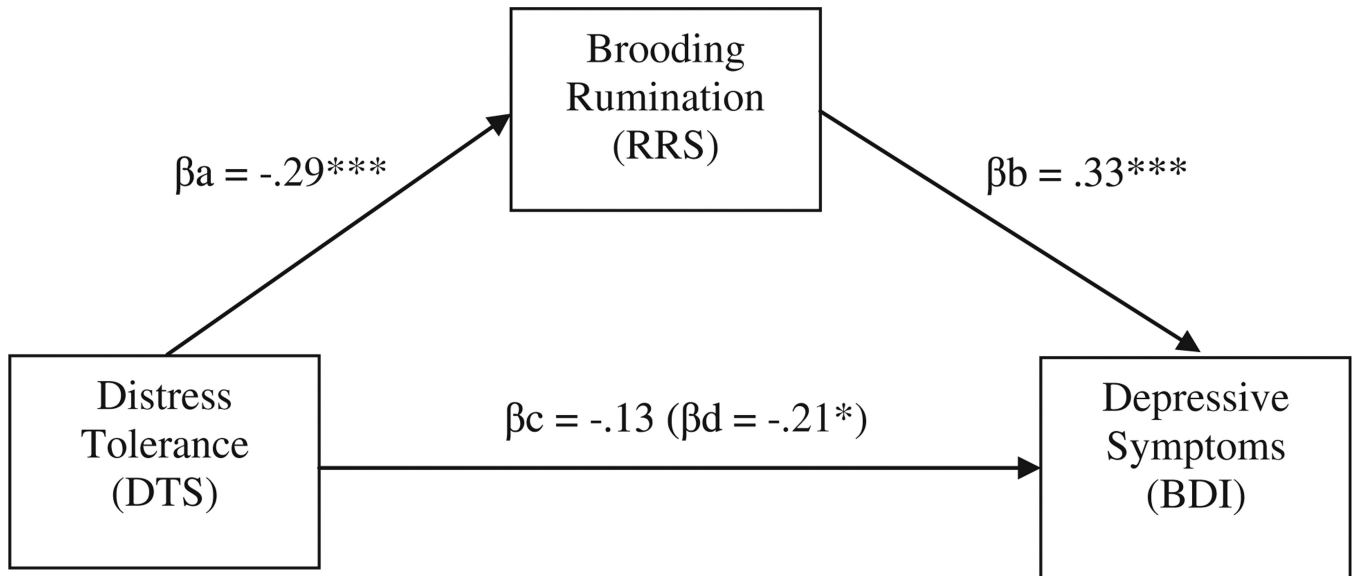 Brooding
Rumination
(RRS)
βa = -.29***
βb = .33***
Distress
Tolerance
(DTS)
βc = -.13 (βd = -.21*)
Depressive
Symptoms
(BDI)